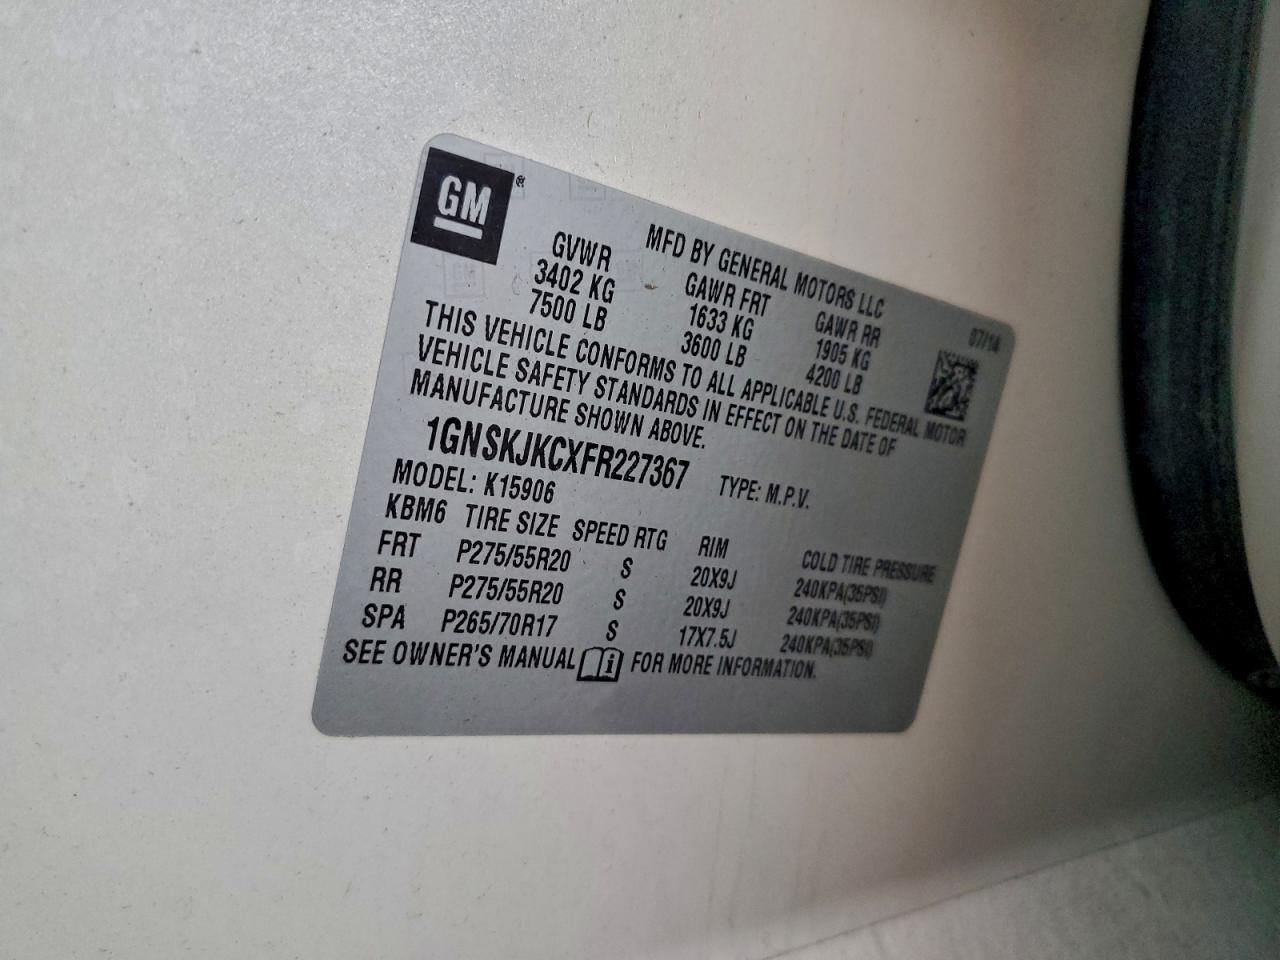 GM®
MFD BY GENERAL MOTORS LLC
07/14
GVWR GAWR FRT GAWR RR
3402 KG 1633 KG 1905 KG
7500 LB 3600 LB 4200 LB
THIS VEHICLE CONFORMS TO ALL APPLICABLE U.S. FEDERAL MOTOR
VEHICLE SAFETY STANDARDS IN EFFECT ON THE DATE OF
MANUFACTURE SHOWN ABOVE.
1GNSKJKCXFR227367 TYPE: M.P.V.
MODEL: K15906
KBM6 TIRE SIZE SPEED RTG RIM COLD TIRE PRESSURE
FRT P275/55R20 S 20X9J 240KPA(35PSI)
RR P275/55R20 S 20X9J 240KPA(35PSI)
SPA P265/70R17 S 17X7.5J 240KPA(35PSI)
SEE OWNER'S MANUAL FOR MORE INFORMATION.